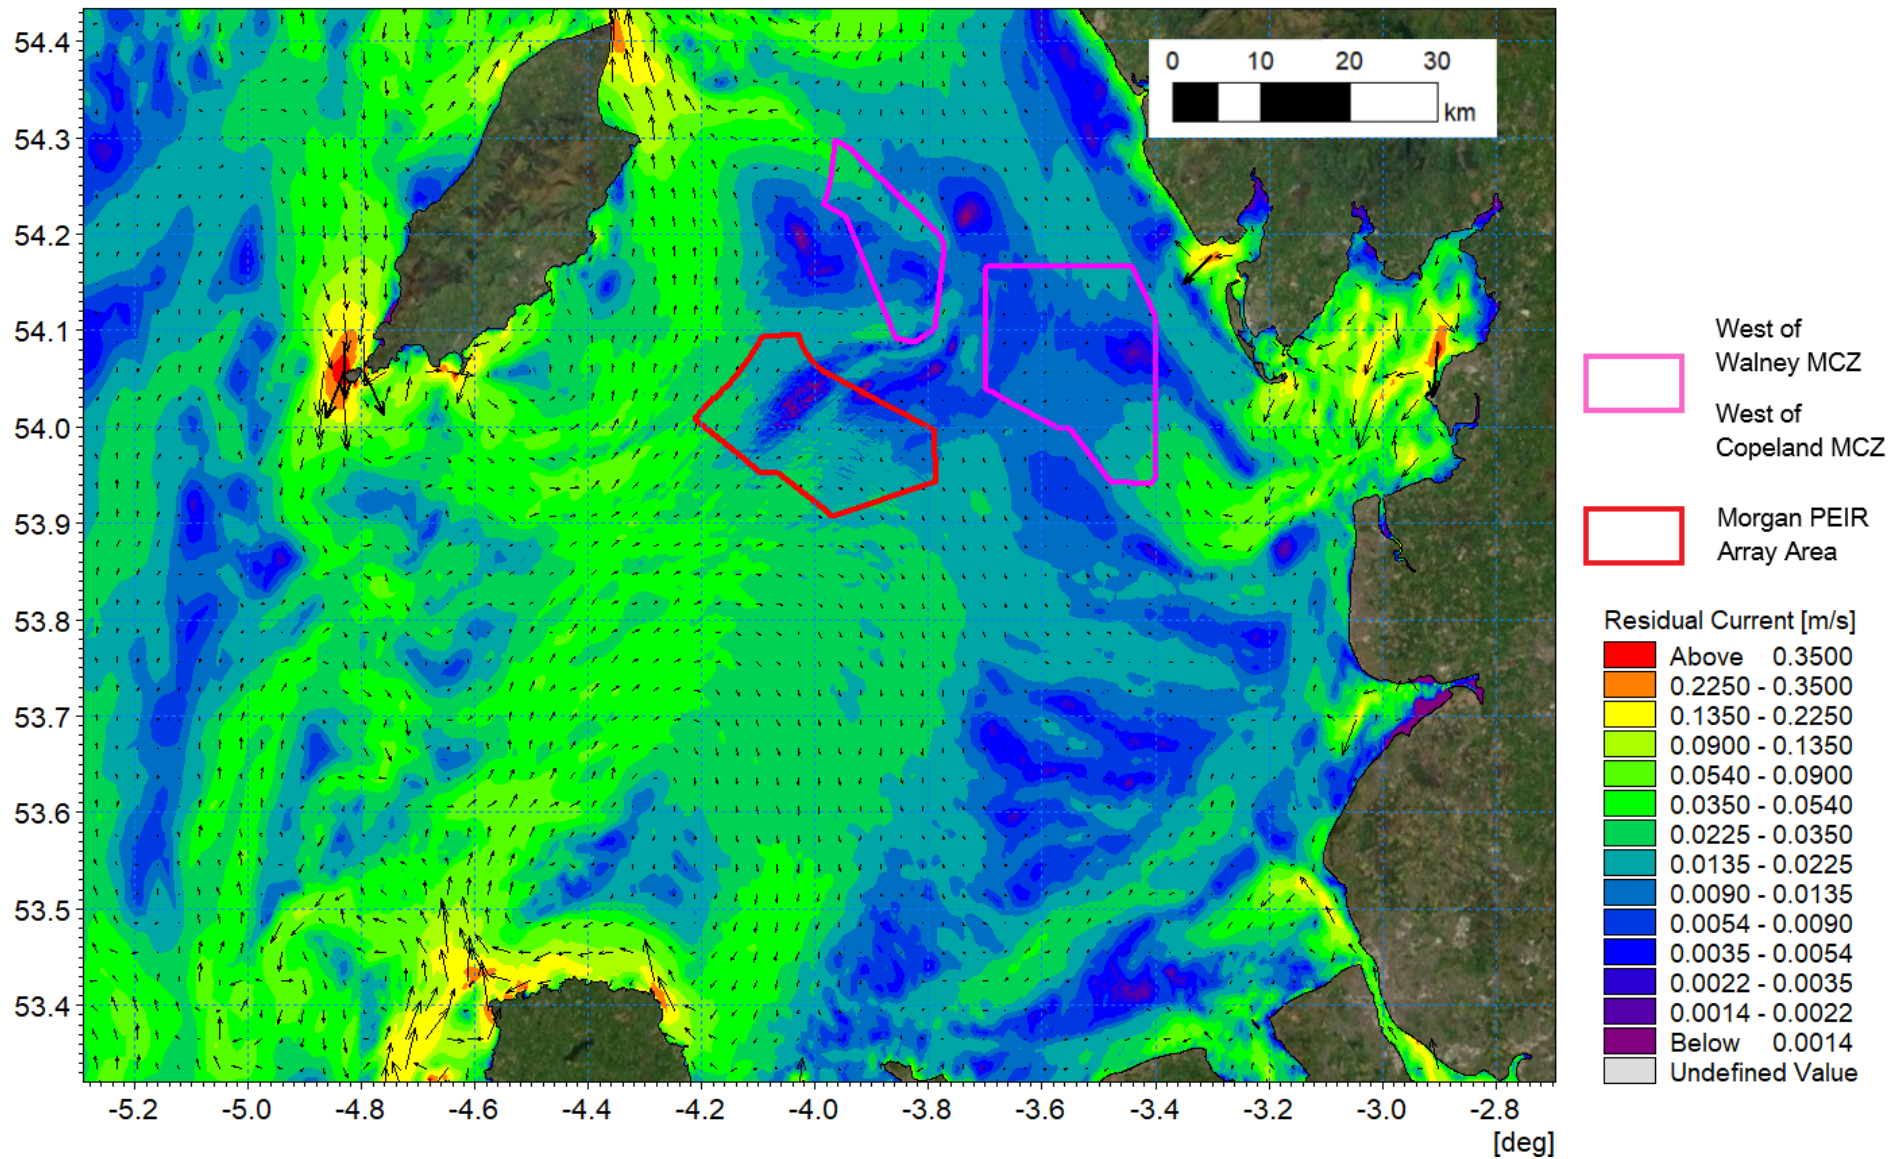 54.4
54.3
54.2
54.1
54.0
53.9
53.8
53.7
53.6
53.5
53.4
-5.2 -5.0 -4.8 -4.6 -4.4 -4.2 -4.0 -3.8 -3.6 -3.4 -3.2 -3.0 -2.8
[deg]
0 10 20 30
km
West of
Walney MCZ
West of
Copeland MCZ
Morgan PEIR
Array Area
Residual Current [m/s]
Above 0.3500
0.2250 - 0.3500
0.1350 - 0.2250
0.0900 - 0.1350
0.0540 - 0.0900
0.0350 - 0.0540
0.0225 - 0.0350
0.0135 - 0.0225
0.0090 - 0.0135
0.0054 - 0.0090
0.0035 - 0.0054
0.0022 - 0.0035
0.0014 - 0.0022
Below 0.0014
Undefined Value